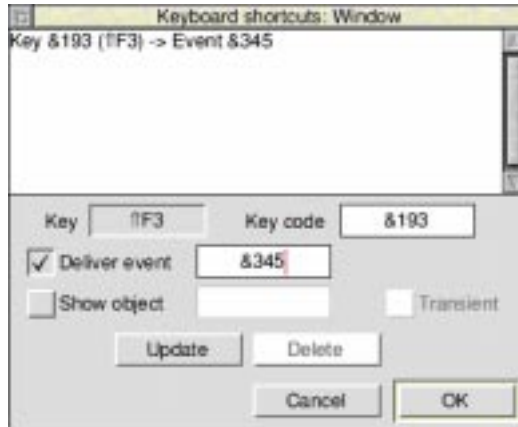 Keyboard shortcuts: Window
Key &193 (⇑F3) -> Event &345
Key ⇑F3 Key code &193
Deliver event &345
Show object Transient
Update Delete
Cancel OK